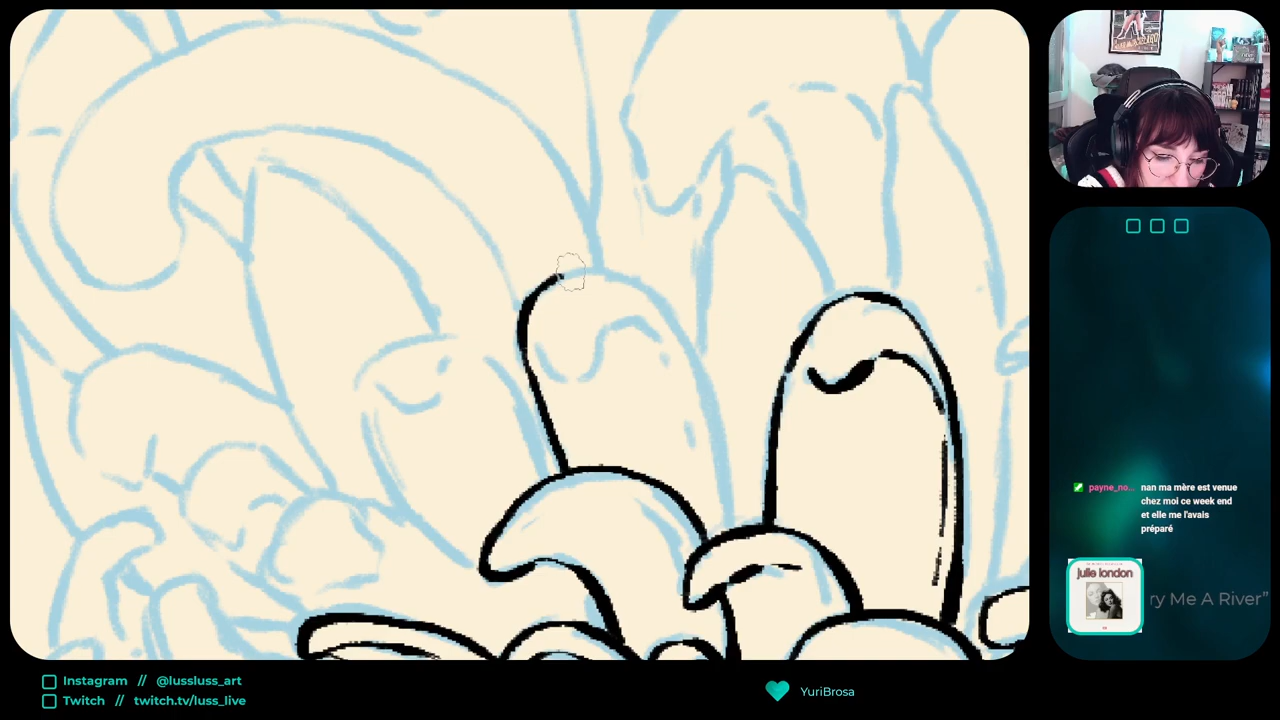 payne_no... nan ma mère est venue
chez moi ce week end
et elle me l'avais
préparé
julie london
ry Me A River”
Instagram // @lussluss_art
Twitch // twitch.tv/luss_live
YuriBrosa